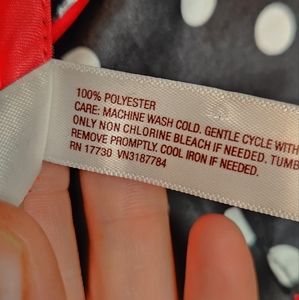 100% POLYESTER
CARE: MACHINE WASH COLD. GENTLE CYCLE WITH
ONLY NON CHLORINE BLEACH IF NEEDED. TUMB
REMOVE PROMPTLY. COOL IRON IF NEEDED.
RN 17730 VN3187784